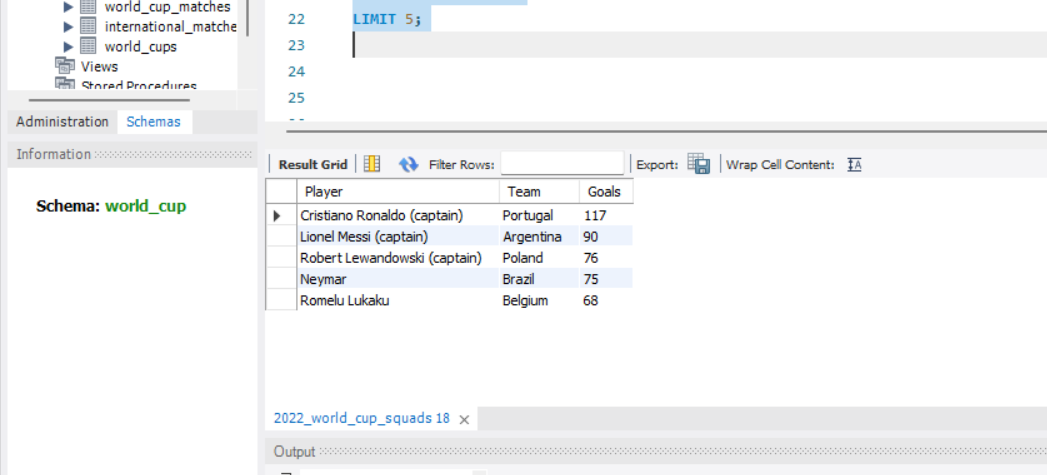 world_cup_matches
international_matche
world_cups
Views
Stored Procedures
Administration Schemas
Information
Schema: world_cup
22 LIMIT 5;
23
24
25
Result Grid Filter Rows: Export: Wrap Cell Content:
Player Team Goals
Cristiano Ronaldo (captain) Portugal 117
Lionel Messi (captain) Argentina 90
Robert Lewandowski (captain) Poland 76
Neymar Brazil 75
Romelu Lukaku Belgium 68
2022_world_cup_squads 18
Output